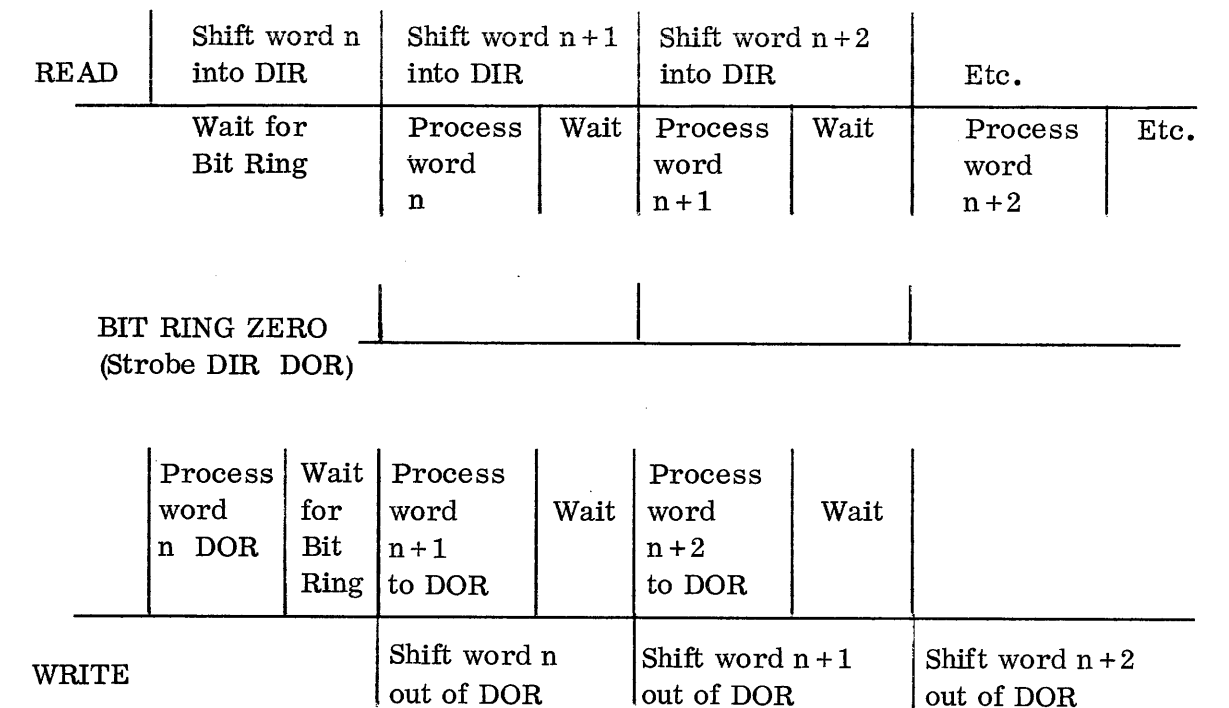 Shift word n
into DIR
Shift word n+1
into DIR
Shift word n+2
into DIR
READ
Etc.
Wait for
Bit Ring
Process
word
n
Wait
Process
word
n+1
Wait
Process
word
n+2
Etc.
BIT RING ZERO
(Strobe DIR DOR)
Process
word
n DOR
Wait
for
Bit
Ring
Process
word
n+1
to DOR
Wait
Process
word
n+2
to DOR
Wait
WRITE
Shift word n
out of DOR
Shift word n+1
out of DOR
Shift word n+2
out of DOR